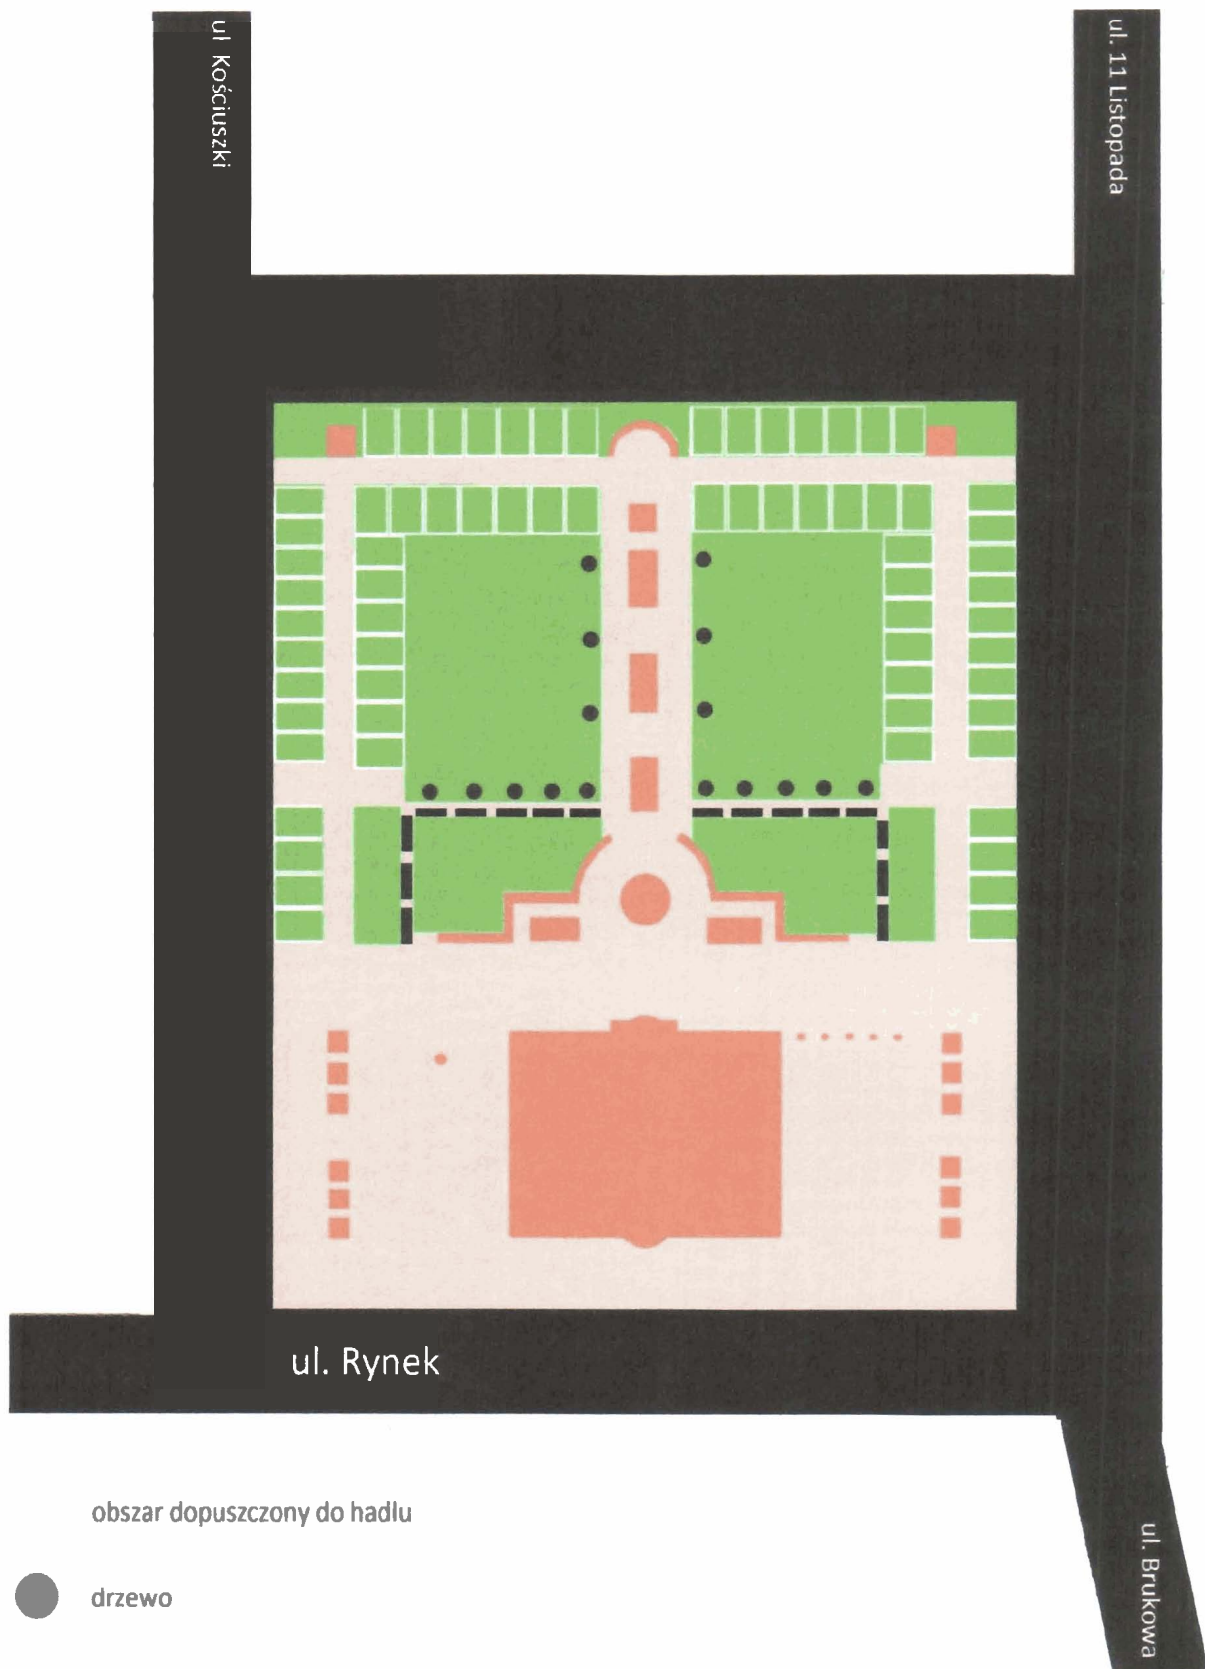 ul Kościuszki
ul. 11 Listopada
ul. Rynek
obszar dopuszczony do hadlu
drzewo
ul. Brukowa